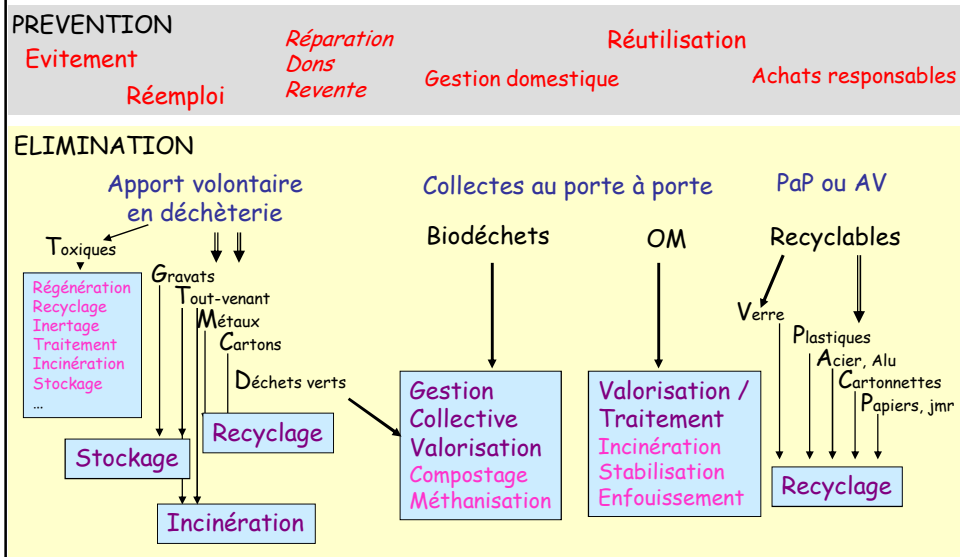 PREVENTION
Evitement
Réemploi
Réparation
Dons
Revente
Gestion domestique
Réutilisation
Achats responsables
ELIMINATION
Apport volontaire
en déchèterie
Toxiques
Régénération
Recyclage
Inertage
Traitement
Incinération
Stockage
...
Gravats
Tout-venant
Métaux
Cartons
Déchets verts
Stockage
Recyclage
Incinération
Collectes au porte à porte
Biodéchets
Gestion
Collective
Valorisation
Compostage
Méthanisation
OM
Valorisation /
Traitement
Incinération
Stabilisation
Enfouissement
PaP ou AV
Recyclables
Verre
Plastiques
Acier, Alu
Cartonnettes
Papiers, jmr
Recyclage